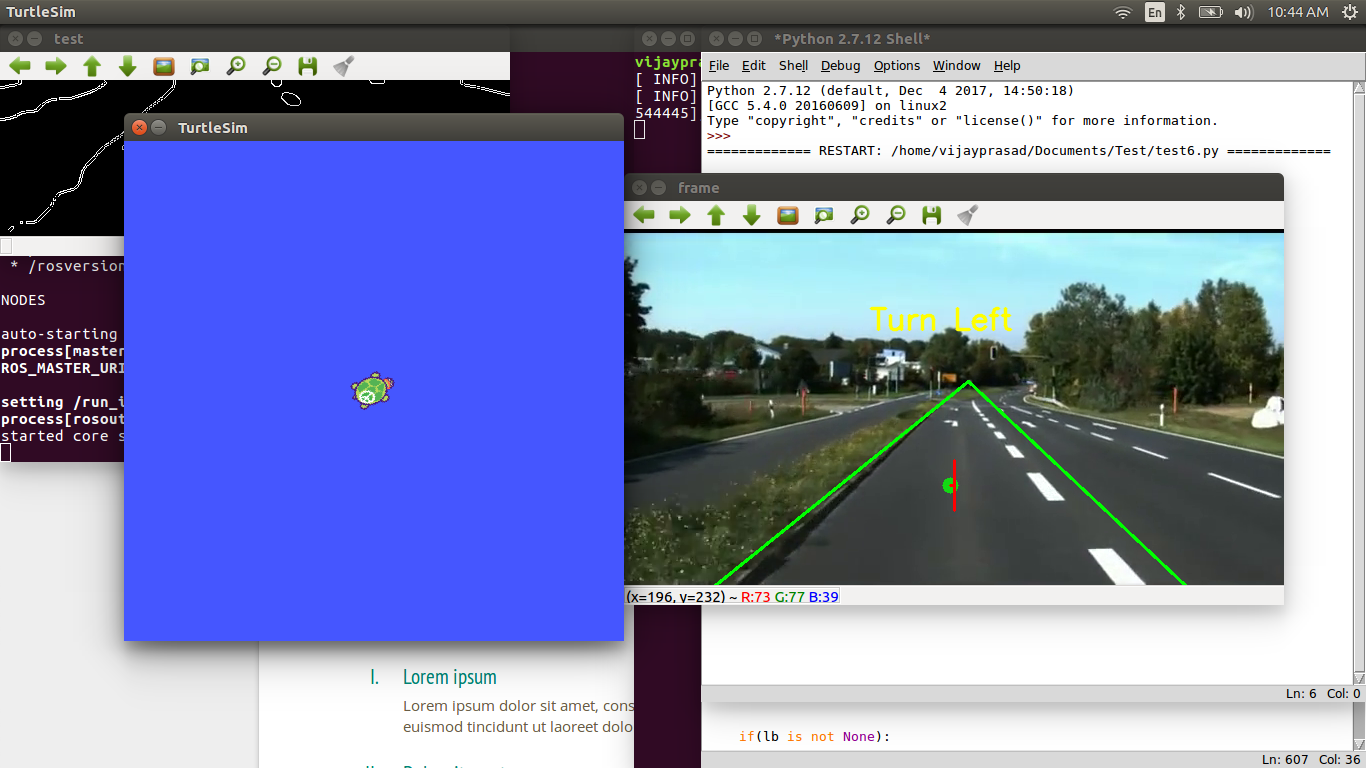 TurtleSim
En
10:44 AM
test
* /rosversion
NODES
auto-starting
process[master
ROS_MASTER_URI
setting /run_i
process[rosout
started core s
TurtleSim
vijaypra
[ INFO]
[ INFO]
544445]
*Python 2.7.12 Shell*
File Edit Shell Debug Options Window Help
Python 2.7.12 (default, Dec  4 2017, 14:50:18)
[GCC 5.4.0 20160609] on linux2
Type "copyright", "credits" or "license()" for more information.
>>>
============= RESTART: /home/vijayprasad/Documents/Test/test6.py =============
frame
Turn Left
(x=196, y=232) ~ R:73 G:77 B:39
I. Lorem ipsum
Lorem ipsum dolor sit amet, cons
euismod tincidunt ut laoreet dolo
Ln: 6 Col: 0
if(lb is not None):
Ln: 607 Col: 36